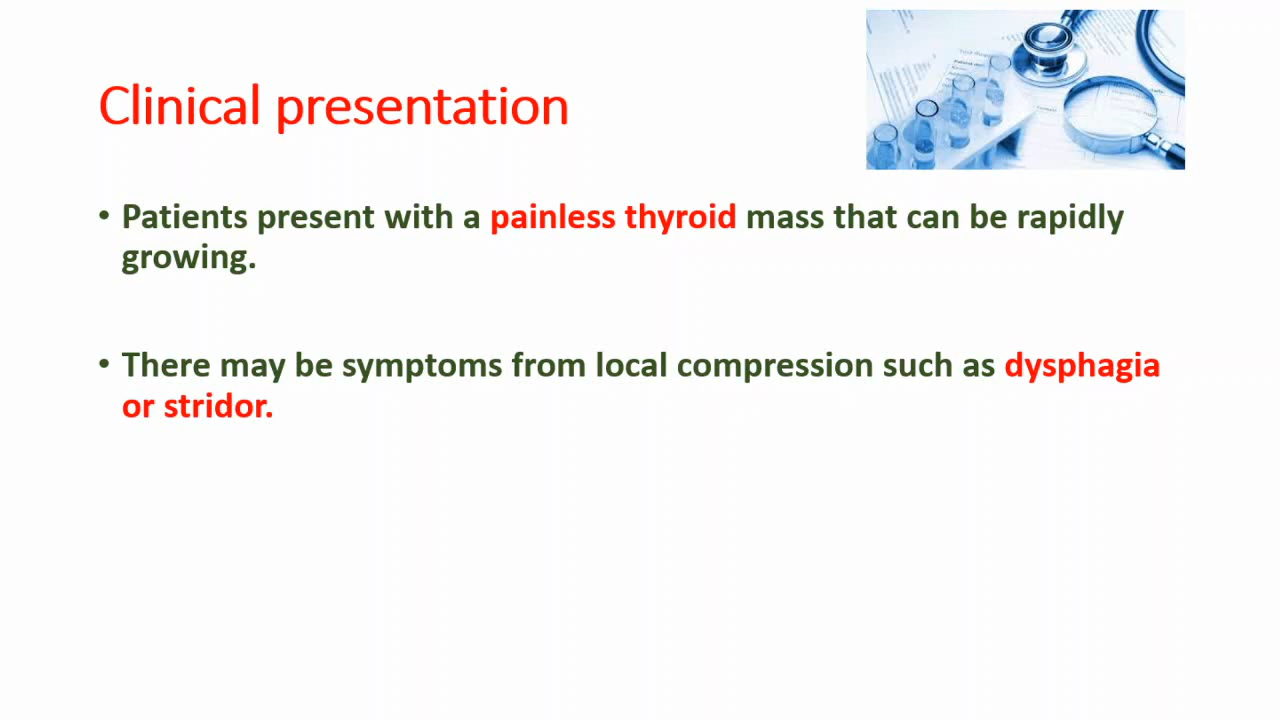 Clinical presentation
• Patients present with a painless thyroid mass that can be rapidly
growing.
• There may be symptoms from local compression such as dysphagia
or stridor.